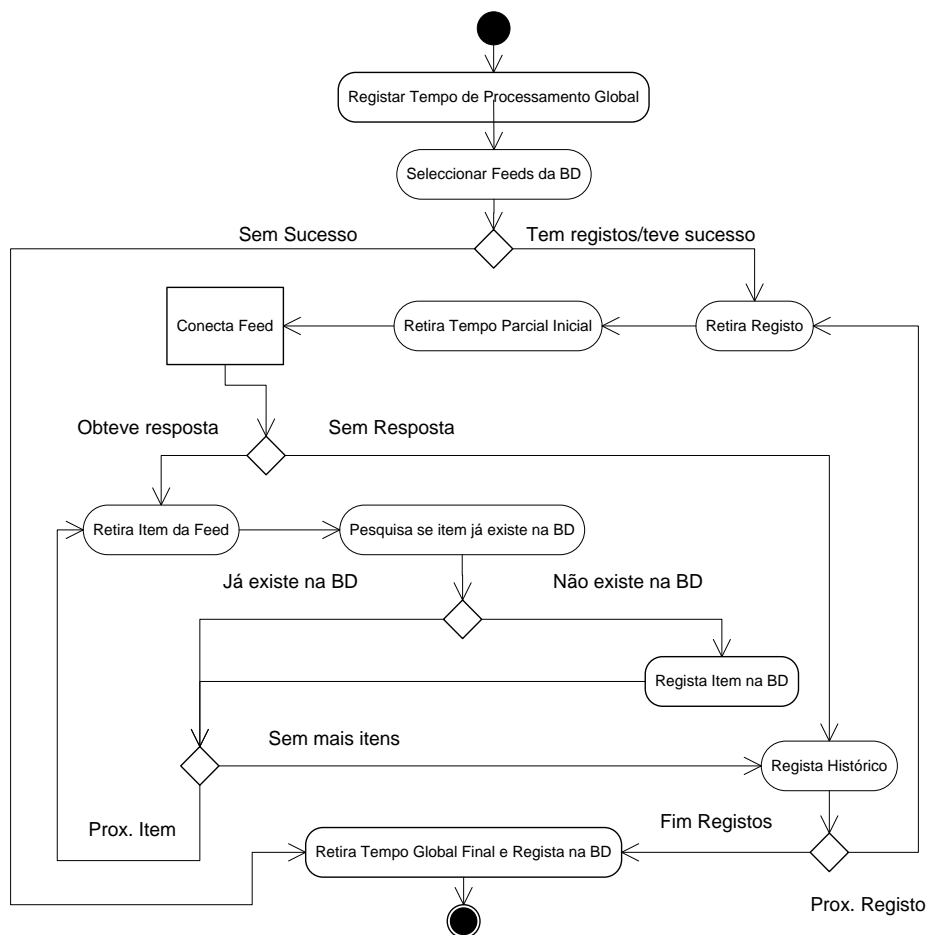 Registar Tempo de Processamento Global
Seleccionar Feeds da BD
Sem Sucesso
Tem registos/teve sucesso
Conecta Feed
Retira Tempo Parcial Inicial
Retira Registo
Obteve resposta
Sem Resposta
Retira Item da Feed
Pesquisa se item já existe na BD
Já existe na BD
Não existe na BD
Regista Item na BD
Sem mais itens
Regista Histórico
Prox. Item
Fim Registos
Retira Tempo Global Final e Regista na BD
Prox. Registo